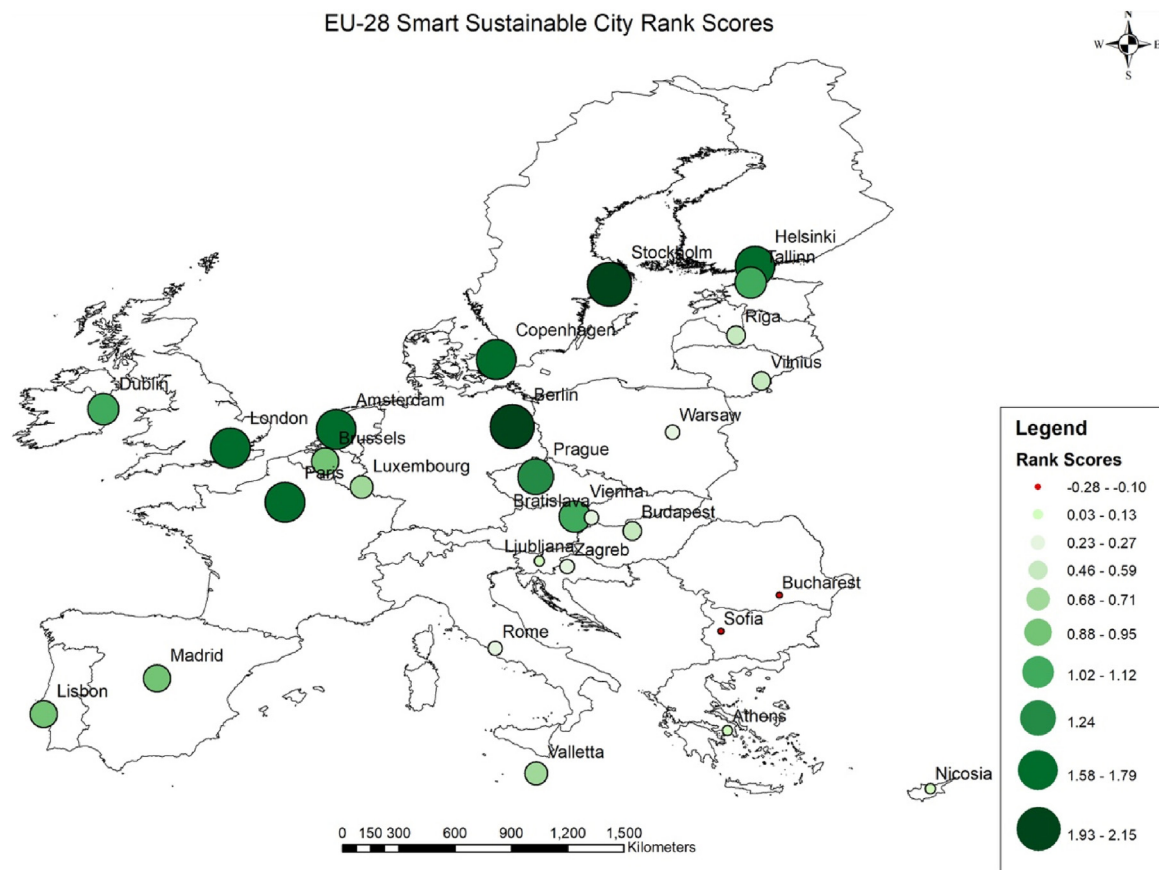 EU-28 Smart Sustainable City Rank Scores
N
W E
S
Helsinki
Tallinn
Stockholm
Riga
Copenhagen
Vilnius
Dublin
Berlin
Amsterdam
London
Warsaw
Brussels
Prague
Luxembourg
Paris
Vienna
Bratislava
Budapest
Ljubljana
Zagreb
Bucharest
Sofia
Rome
Madrid
Lisbon
Athens
Valletta
Nicosia
Legend
Rank Scores
-0.28 - -0.10
0.03 - 0.13
0.23 - 0.27
0.46 - 0.59
0.68 - 0.71
0.88 - 0.95
1.02 - 1.12
1.24
1.58 - 1.79
1.93 - 2.15
0 150 300 600 900 1,200 1,500
Kilometers